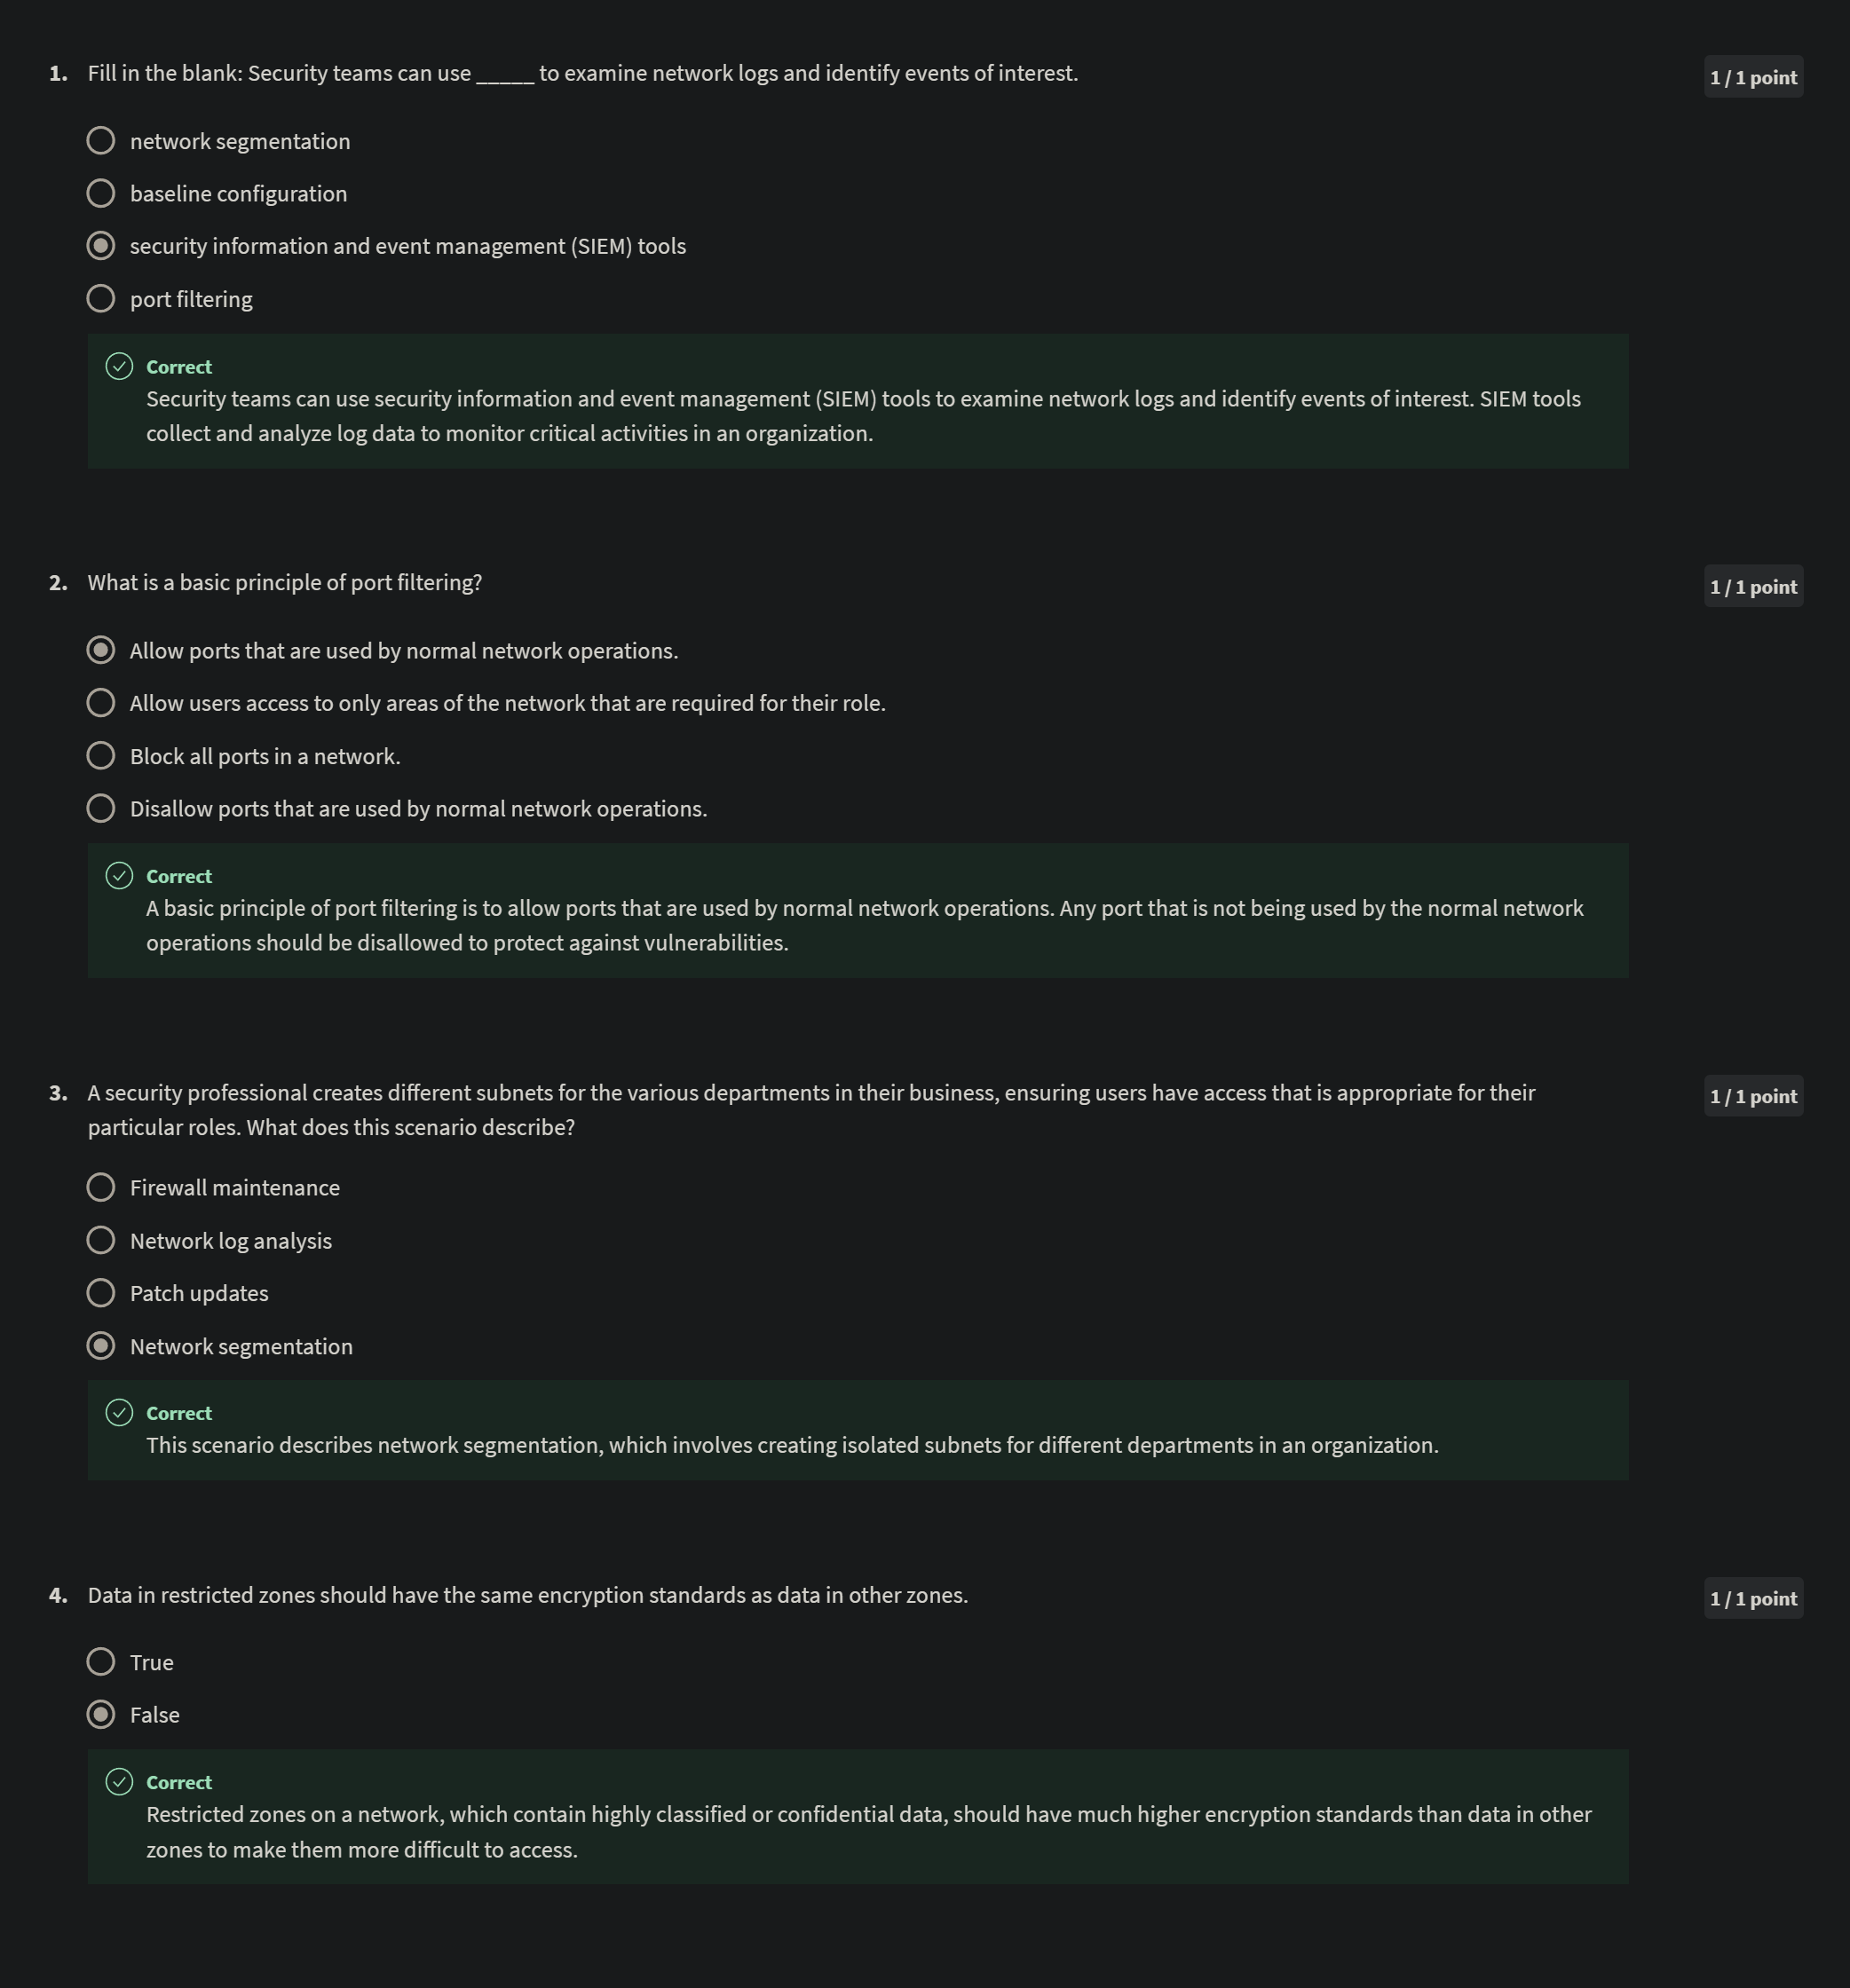 1. Fill in the blank: Security teams can use _____ to examine network logs and identify events of interest.
1 / 1 point
network segmentation
baseline configuration
security information and event management (SIEM) tools
port filtering
Correct
Security teams can use security information and event management (SIEM) tools to examine network logs and identify events of interest. SIEM tools
collect and analyze log data to monitor critical activities in an organization.
2. What is a basic principle of port filtering?
1 / 1 point
Allow ports that are used by normal network operations.
Allow users access to only areas of the network that are required for their role.
Block all ports in a network.
Disallow ports that are used by normal network operations.
Correct
A basic principle of port filtering is to allow ports that are used by normal network operations. Any port that is not being used by the normal network
operations should be disallowed to protect against vulnerabilities.
3. A security professional creates different subnets for the various departments in their business, ensuring users have access that is appropriate for their
particular roles. What does this scenario describe?
1 / 1 point
Firewall maintenance
Network log analysis
Patch updates
Network segmentation
Correct
This scenario describes network segmentation, which involves creating isolated subnets for different departments in an organization.
4. Data in restricted zones should have the same encryption standards as data in other zones.
1 / 1 point
True
False
Correct
Restricted zones on a network, which contain highly classified or confidential data, should have much higher encryption standards than data in other
zones to make them more difficult to access.